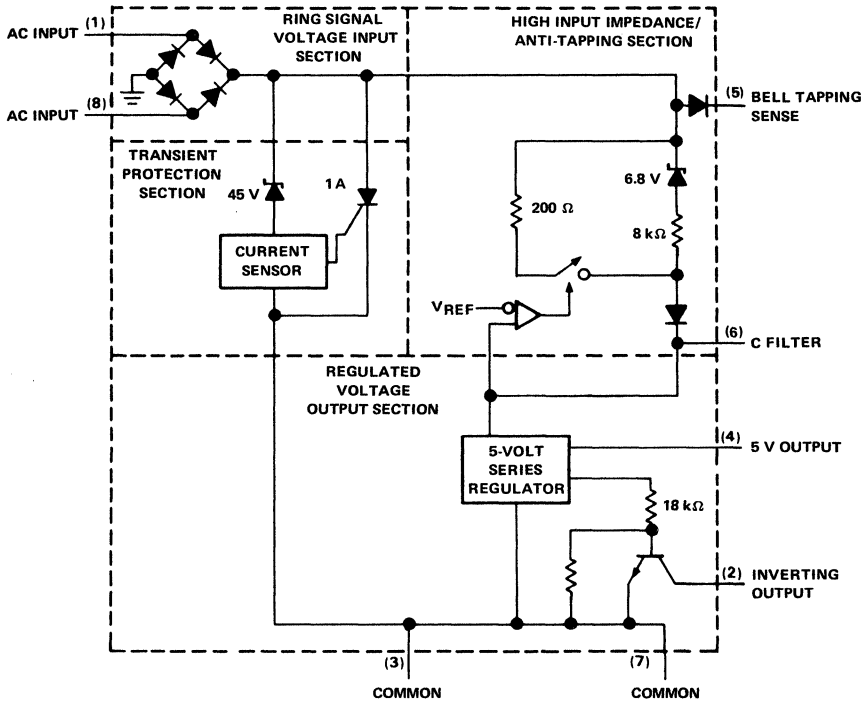 RING SIGNAL
VOLTAGE INPUT
SECTION
HIGH INPUT IMPEDANCE/
ANTI-TAPPING SECTION
AC INPUT (1)
AC INPUT (8)
(5) BELL TAPPING
SENSE
TRANSIENT
PROTECTION
SECTION
45 V
1 A
CURRENT
SENSOR
200 Ω
6.8 V
8 kΩ
VREF
(6) C FILTER
REGULATED
VOLTAGE
OUTPUT SECTION
5-VOLT
SERIES
REGULATOR
(4) 5 V OUTPUT
18 kΩ
(2) INVERTING
OUTPUT
(3)
COMMON
(7)
COMMON